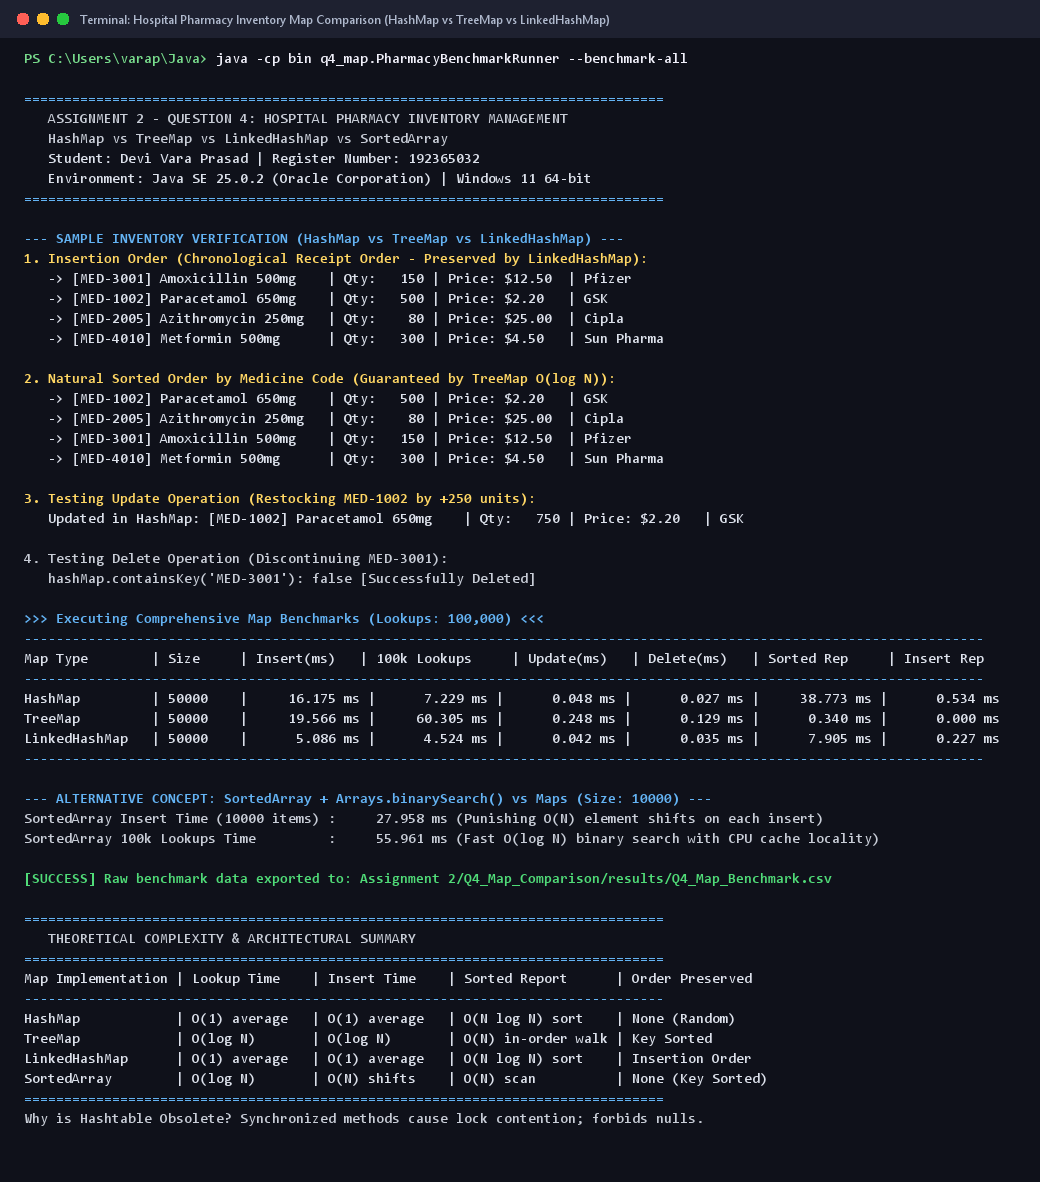 Terminal: Hospital Pharmacy Inventory Map Comparison (HashMap vs TreeMap vs LinkedHashMap)
PS C:\Users\varap\Java> java -cp bin q4_map.PharmacyBenchmarkRunner --benchmark-all
================================================================================
   ASSIGNMENT 2 - QUESTION 4: HOSPITAL PHARMACY INVENTORY MANAGEMENT
   HashMap vs TreeMap vs LinkedHashMap vs SortedArray
   Student: Devi Vara Prasad | Register Number: 192365032
   Environment: Java SE 25.0.2 (Oracle Corporation) | Windows 11 64-bit
================================================================================
--- SAMPLE INVENTORY VERIFICATION (HashMap vs TreeMap vs LinkedHashMap) ---
1. Insertion Order (Chronological Receipt Order - Preserved by LinkedHashMap):
   -> [MED-3001] Amoxicillin 500mg    | Qty:   150 | Price: $12.50  | Pfizer
   -> [MED-1002] Paracetamol 650mg    | Qty:   500 | Price: $2.20   | GSK
   -> [MED-2005] Azithromycin 250mg   | Qty:    80 | Price: $25.00  | Cipla
   -> [MED-4010] Metformin 500mg      | Qty:   300 | Price: $4.50   | Sun Pharma
2. Natural Sorted Order by Medicine Code (Guaranteed by TreeMap O(log N)):
   -> [MED-1002] Paracetamol 650mg    | Qty:   500 | Price: $2.20   | GSK
   -> [MED-2005] Azithromycin 250mg   | Qty:    80 | Price: $25.00  | Cipla
   -> [MED-3001] Amoxicillin 500mg    | Qty:   150 | Price: $12.50  | Pfizer
   -> [MED-4010] Metformin 500mg      | Qty:   300 | Price: $4.50   | Sun Pharma
3. Testing Update Operation (Restocking MED-1002 by +250 units):
   Updated in HashMap: [MED-1002] Paracetamol 650mg    | Qty:   750 | Price: $2.20   | GSK
4. Testing Delete Operation (Discontinuing MED-3001):
   hashMap.containsKey('MED-3001'): false [Successfully Deleted]
>>> Executing Comprehensive Map Benchmarks (Lookups: 100,000) <<<
------------------------------------------------------------------------------------------------------------------------
Map Type        | Size     | Insert(ms)   | 100k Lookups     | Update(ms)   | Delete(ms)   | Sorted Rep     | Insert Rep
------------------------------------------------------------------------------------------------------------------------
HashMap         | 50000    |     16.175 ms |      7.229 ms |      0.048 ms |      0.027 ms |     38.773 ms |      0.534 ms
TreeMap         | 50000    |     19.566 ms |     60.305 ms |      0.248 ms |      0.129 ms |      0.340 ms |      0.000 ms
LinkedHashMap   | 50000    |      5.086 ms |      4.524 ms |      0.042 ms |      0.035 ms |      7.905 ms |      0.227 ms
------------------------------------------------------------------------------------------------------------------------
--- ALTERNATIVE CONCEPT: SortedArray + Arrays.binarySearch() vs Maps (Size: 10000) ---
SortedArray Insert Time (10000 items) :     27.958 ms (Punishing O(N) element shifts on each insert)
SortedArray 100k Lookups Time         :     55.961 ms (Fast O(log N) binary search with CPU cache locality)
[SUCCESS] Raw benchmark data exported to: Assignment 2/Q4_Map_Comparison/results/Q4_Map_Benchmark.csv
================================================================================
   THEORETICAL COMPLEXITY & ARCHITECTURAL SUMMARY
================================================================================
Map Implementation | Lookup Time    | Insert Time    | Sorted Report      | Order Preserved
--------------------------------------------------------------------------------
HashMap            | O(1) average   | O(1) average   | O(N log N) sort    | None (Random)
TreeMap            | O(log N)       | O(log N)       | O(N) in-order walk | Key Sorted
LinkedHashMap      | O(1) average   | O(1) average   | O(N log N) sort    | Insertion Order
SortedArray        | O(log N)       | O(N) shifts    | O(N) scan          | None (Key Sorted)
================================================================================
Why is Hashtable Obsolete? Synchronized methods cause lock contention; forbids nulls.